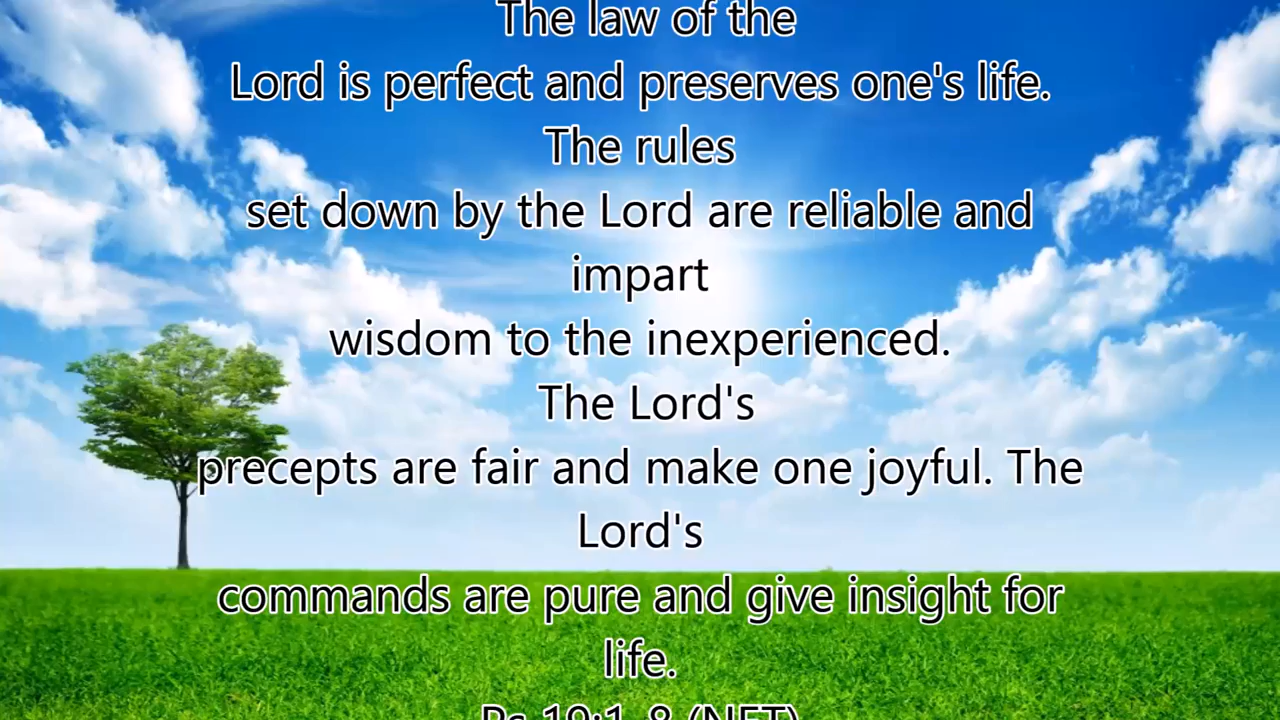 The law of the
Lord is perfect and preserves one's life.
The rules
set down by the Lord are reliable and
impart
wisdom to the inexperienced.
The Lord's
precepts are fair and make one joyful. The
Lord's
commands are pure and give insight for
life.
Ps 19:1-8 (NET)